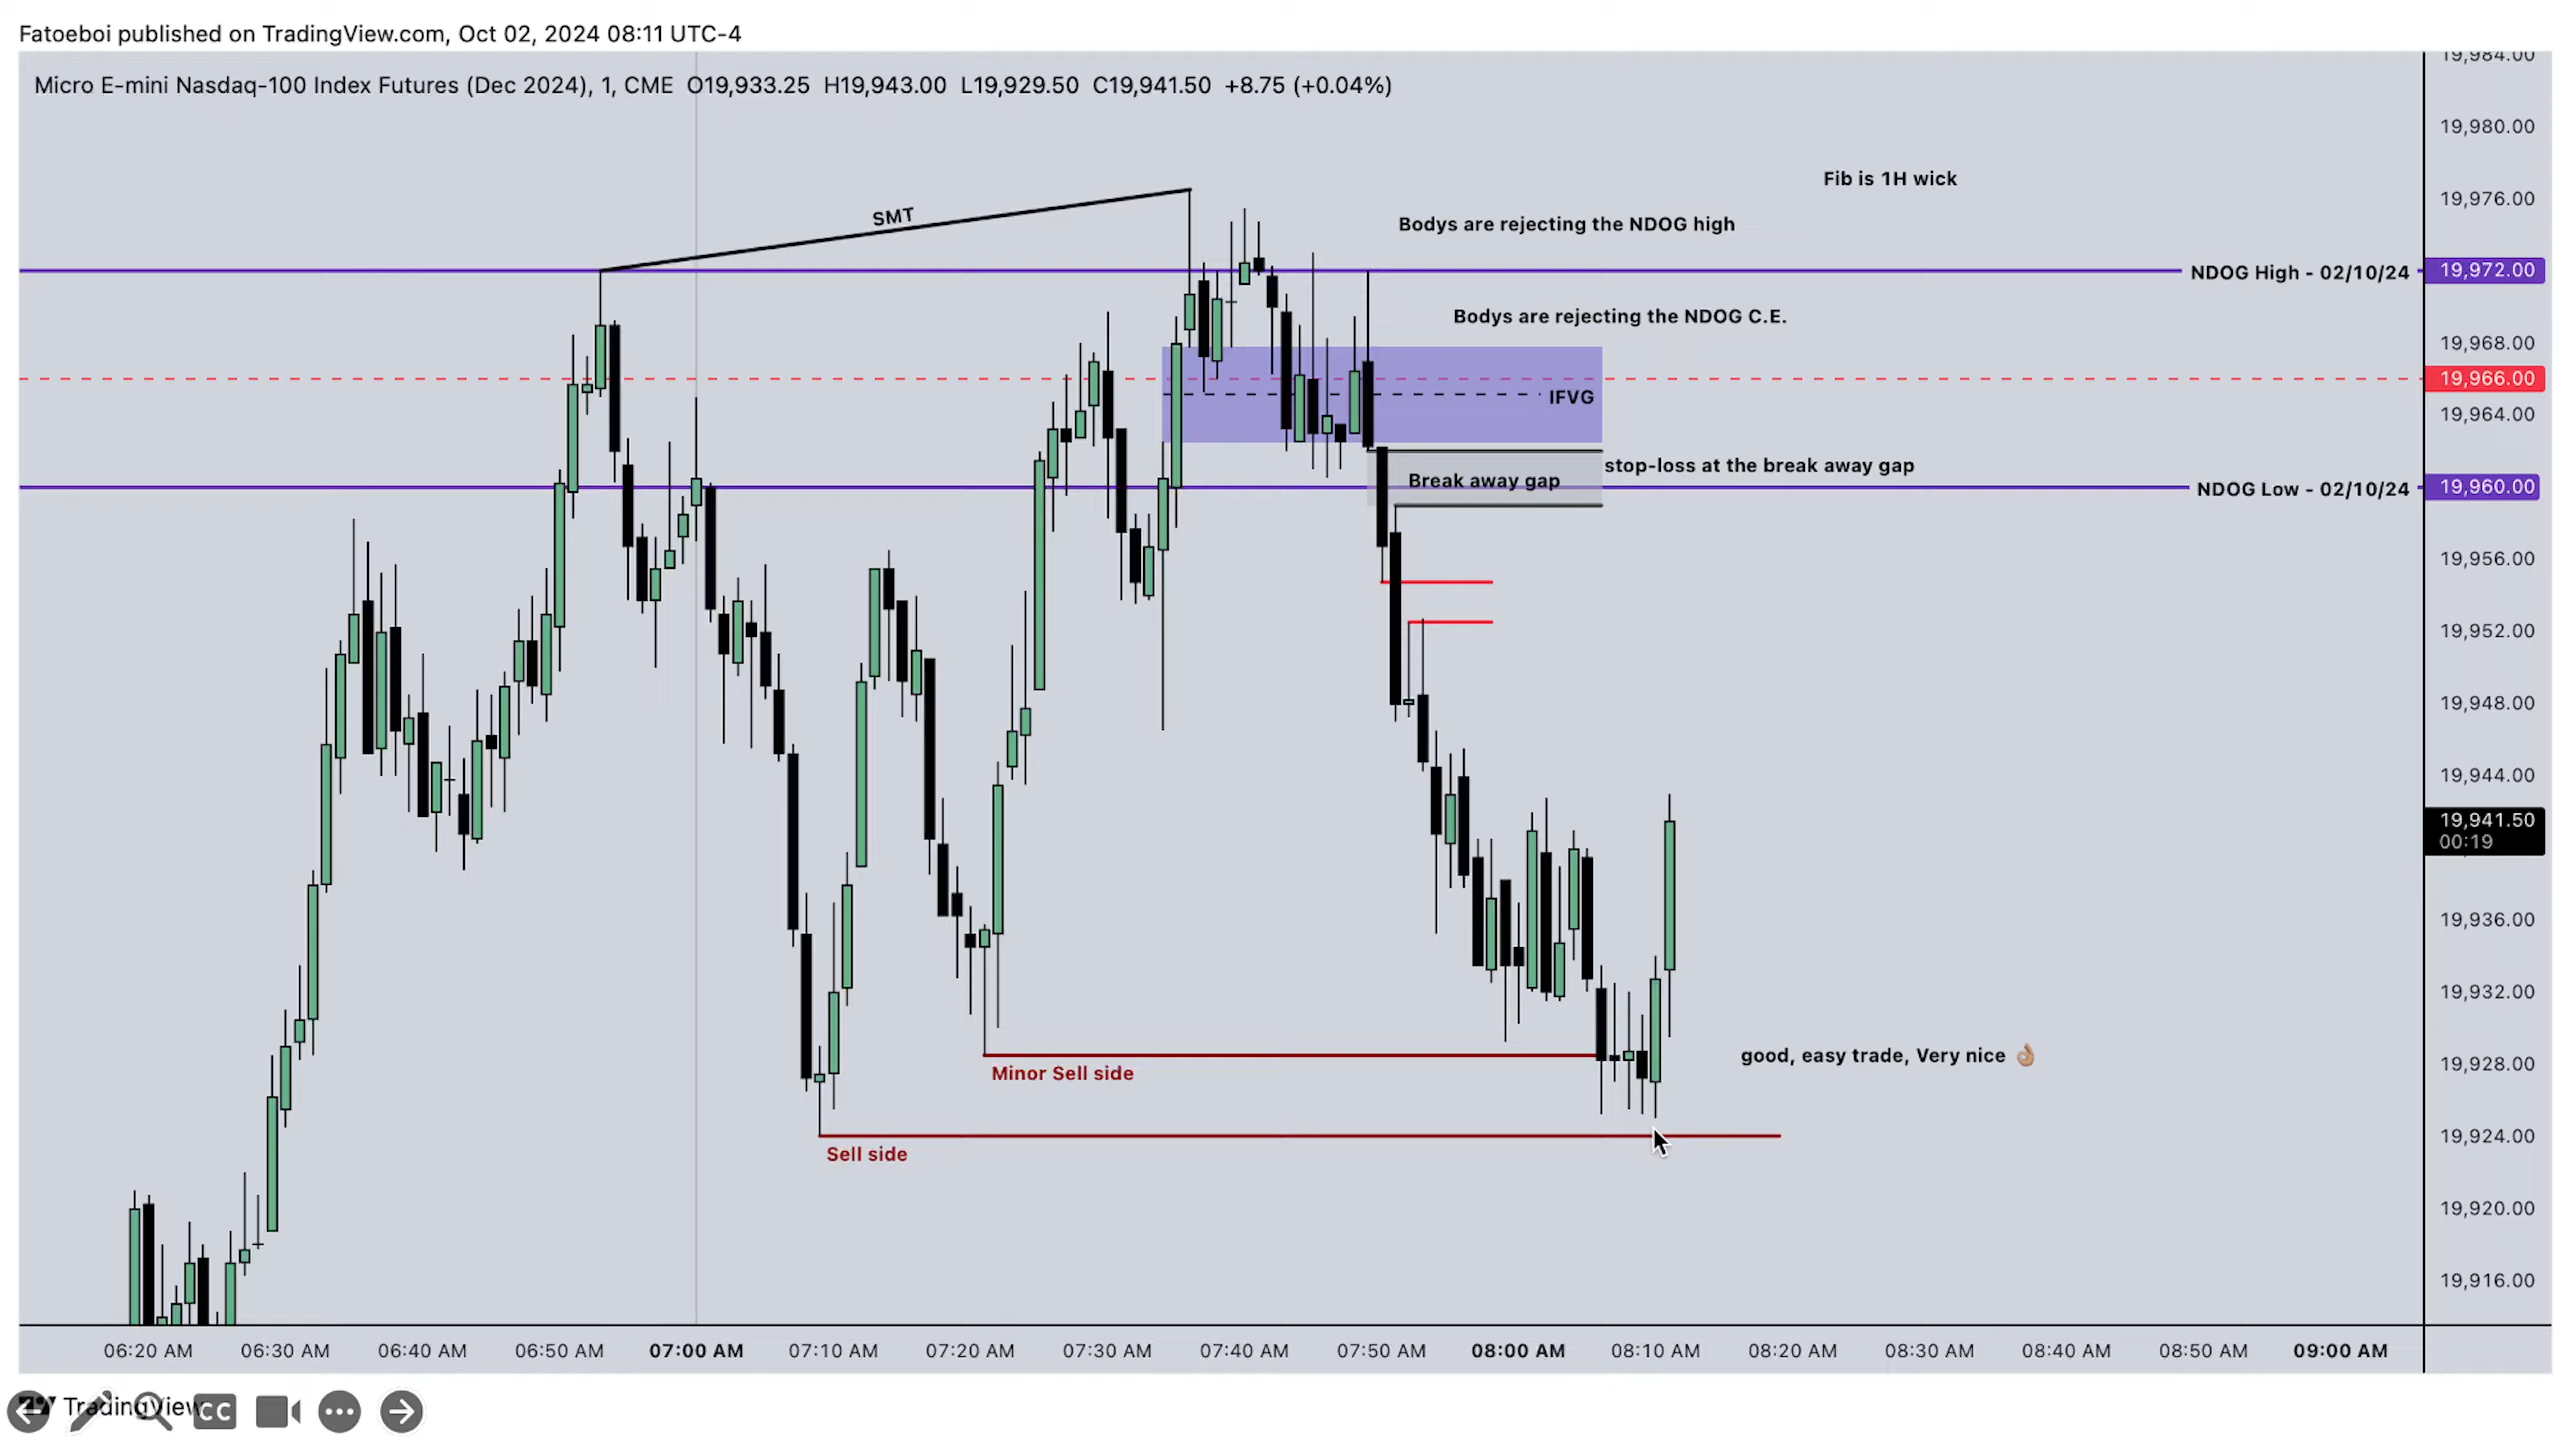 Fatoeboi published on TradingView.com, Oct 02, 2024 08:11 UTC-4
19,984.00
Micro E-mini Nasdaq-100 Index Futures (Dec 2024), 1, CME O19,933.25 H19,943.00 L19,929.50 C19,941.50 +8.75 (+0.04%)
19,980.00
Fib is 1H wick
19,976.00
SMT
Bodys are rejecting the NDOG high
NDOG High - 02/10/24 19,972.00
Bodys are rejecting the NDOG C.E.
19,968.00
19,966.00
IFVG
19,964.00
stop-loss at the break away gap
Break away gap
NDOG Low - 02/10/24 19,960.00
19,956.00
19,952.00
19,948.00
19,944.00
19,941.50
00:19
19,936.00
19,932.00
good, easy trade, Very nice 👌🏽
19,928.00
Minor Sell side
19,924.00
Sell side
19,920.00
19,916.00
06:20 AM 06:30 AM 06:40 AM 06:50 AM 07:00 AM 07:10 AM 07:20 AM 07:30 AM 07:40 AM 07:50 AM 08:00 AM 08:10 AM 08:20 AM 08:30 AM 08:40 AM 08:50 AM 09:00 AM
TradingView
CC